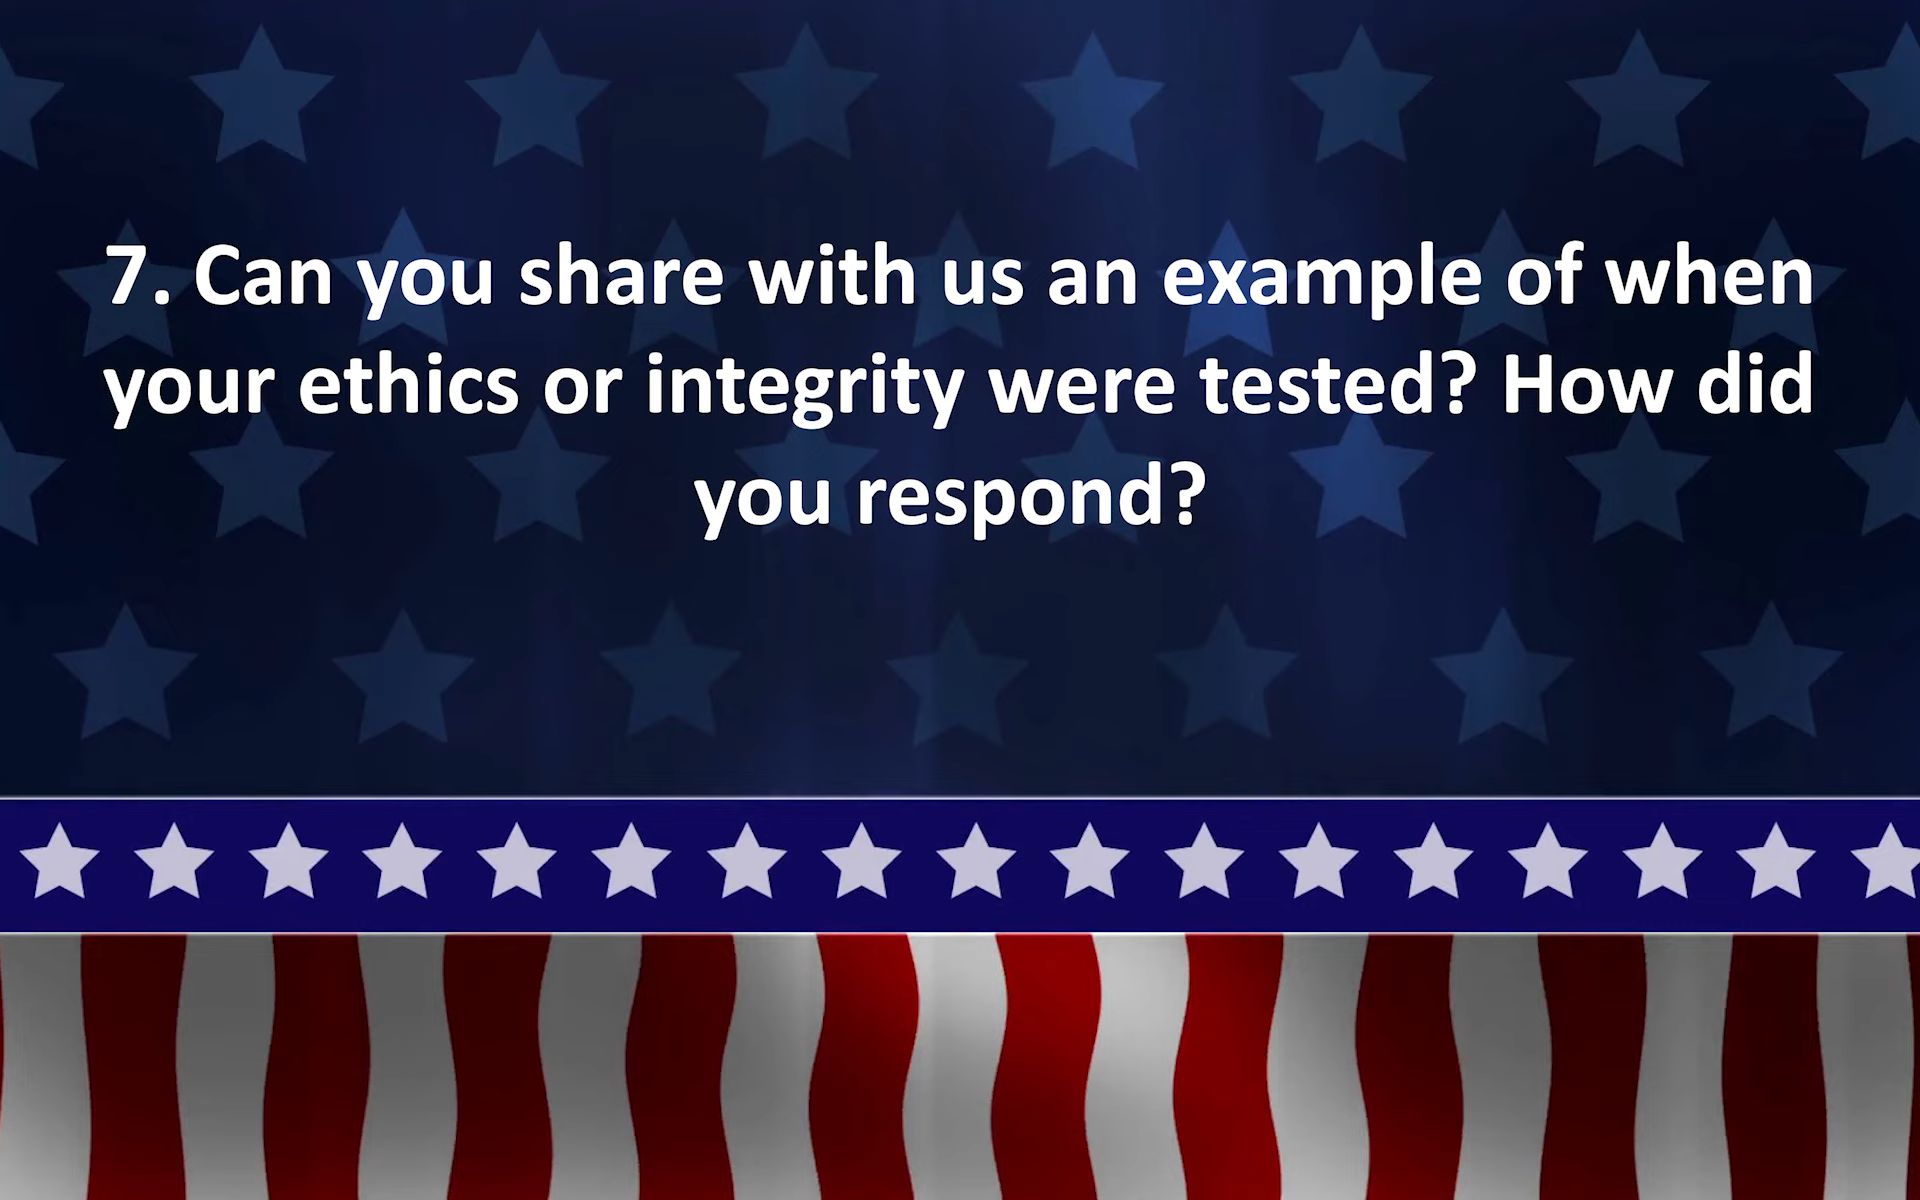 7. Can you share with us an example of when
your ethics or integrity were tested? How did
you respond?